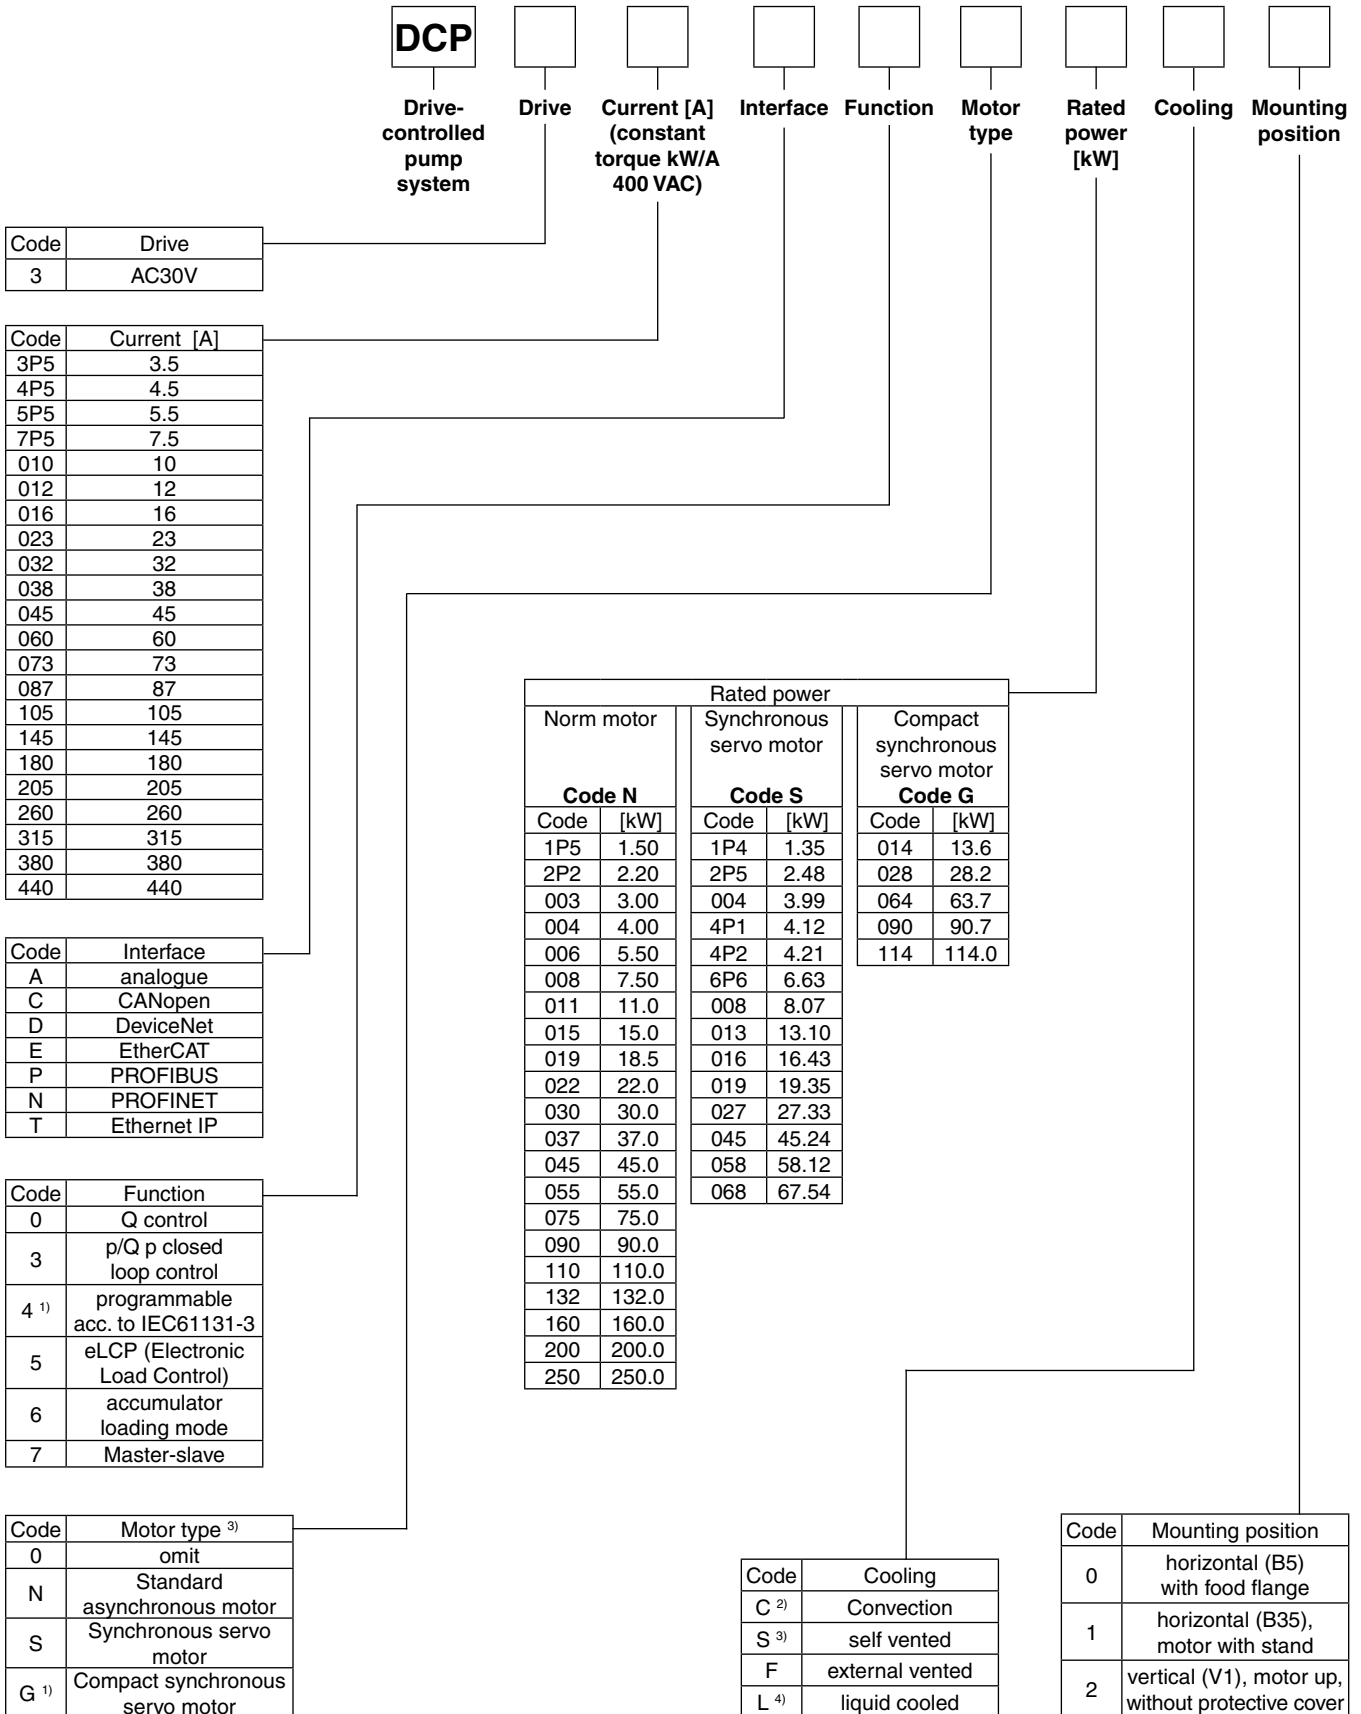 DCP
Drive-
controlled
pump
system
Drive
Current [A]
(constant
torque kW/A
400 VAC)
Interface
Function
Motor
type
Rated
power
[kW]
Cooling
Mounting
position
Code Drive
3 AC30V
Code Current [A]
3P5 3.5
4P5 4.5
5P5 5.5
7P5 7.5
010 10
012 12
016 16
023 23
032 32
038 38
045 45
060 60
073 73
087 87
105 105
145 145
180 180
205 205
260 260
315 315
380 380
440 440
Code Interface
A analogue
C CANopen
D DeviceNet
E EtherCAT
P PROFIBUS
N PROFINET
T Ethernet IP
Code Function
0 Q control
3 p/Q p closed
loop control
4 1) programmable
acc. to IEC61131-3
5 eLCP (Electronic
Load Control)
6 accumulator
loading mode
7 Master-slave
Code Motor type 3)
0 omit
N Standard
asynchronous motor
S Synchronous servo
motor
G 1) Compact synchronous
servo motor
Rated power
Norm motor
Code N
Code [kW]
1P5 1.50
2P2 2.20
003 3.00
004 4.00
006 5.50
008 7.50
011 11.0
015 15.0
019 18.5
022 22.0
030 30.0
037 37.0
045 45.0
055 55.0
075 75.0
090 90.0
110 110.0
132 132.0
160 160.0
200 200.0
250 250.0
Synchronous
servo motor
Code S
Code [kW]
1P4 1.35
2P5 2.48
004 3.99
4P1 4.12
4P2 4.21
6P6 6.63
008 8.07
013 13.10
016 16.43
019 19.35
027 27.33
045 45.24
058 58.12
068 67.54
Compact
synchronous
servo motor
Code G
Code [kW]
014 13.6
028 28.2
064 63.7
090 90.7
114 114.0
Code Cooling
C 2) Convection
S 3) self vented
F external vented
L 4) liquid cooled
Code Mounting position
0 horizontal (B5)
with food flange
1 horizontal (B35),
motor with stand
2 vertical (V1), motor up,
without protective cover